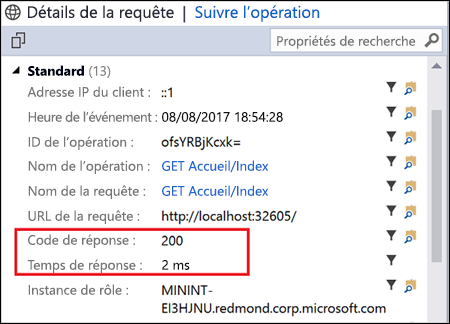 Détails de la requête | Suivre l'opération
Propriétés de recherche
Standard (13)
Adresse IP du client : ::1
Heure de l'événement : 08/08/2017 18:54:28
ID de l'opération : ofsYRBjKcxk=
Nom de l'opération : GET Accueil/Index
Nom de la requête : GET Accueil/Index
URL de la requête : http://localhost:32605/
Code de réponse : 200
Temps de réponse : 2 ms
Instance de rôle : MININT-
EI3HJNU.redmond.corp.microsoft.com